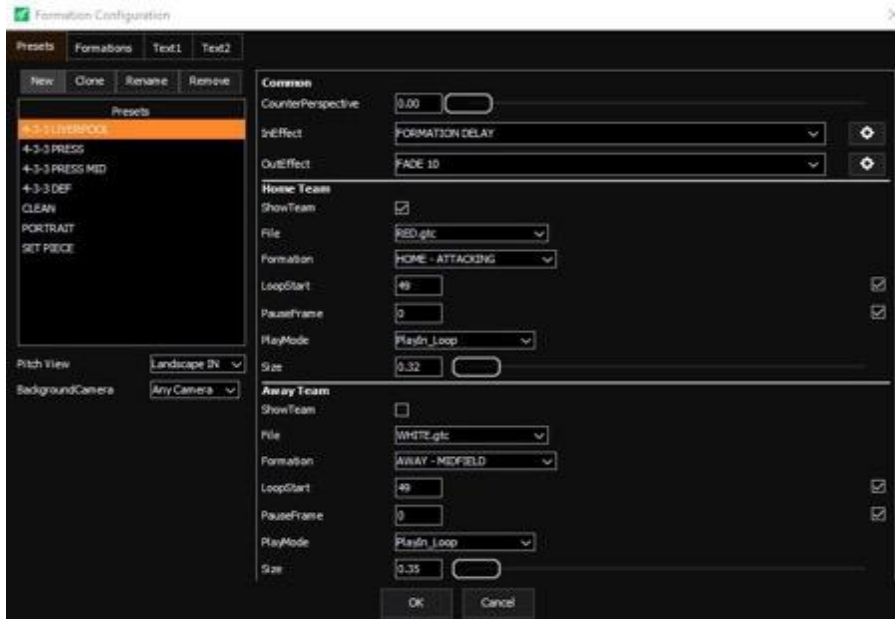 Formation Configuration
Presets Formations Text1 Text2
New Clone Rename Remove
Presets
4-3-3 LIVERPOOL
4-3-3 PRESS
4-3-3 PRESS MID
4-3-3 DEF
CLEAN
PORTRAIT
SET PIECE
Pitch View Landscape IN
BackgroundCamera Any Camera
Common
CounterPerspective 0.00
InEffect FORMATION DELAY
OutEffect FADE 10
Home Team
ShowTeam
File RED.gtc
Formation HOME - ATTACKING
LoopStart 49
PauseFrame 0
PlayMode PlayIn_Loop
Size 0.32
Away Team
ShowTeam
File WHITE.gtc
Formation AWAY - MIDFIELD
LoopStart 49
PauseFrame 0
PlayMode PlayIn_Loop
Size 0.35
OK Cancel